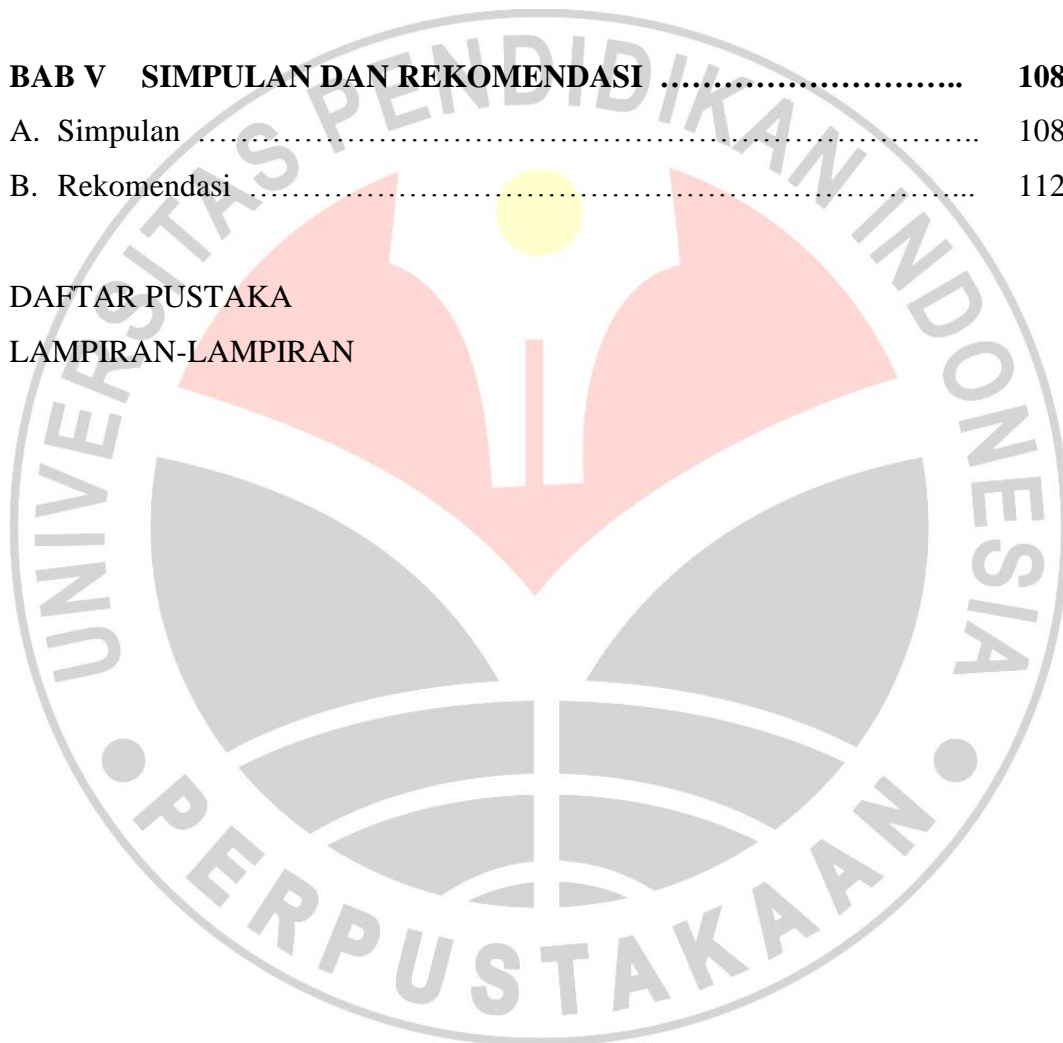 BAB V SIMPULAN DAN REKOMENDASI ……………………….. 108
A. Simpulan ……………………………………………………………….. 108
B. Rekomendasi …………………………………………………………... 112
DAFTAR PUSTAKA
LAMPIRAN-LAMPIRAN
UNIVERSITAS PENDIDIKAN INDONESIA
PERPUSTAKAAN